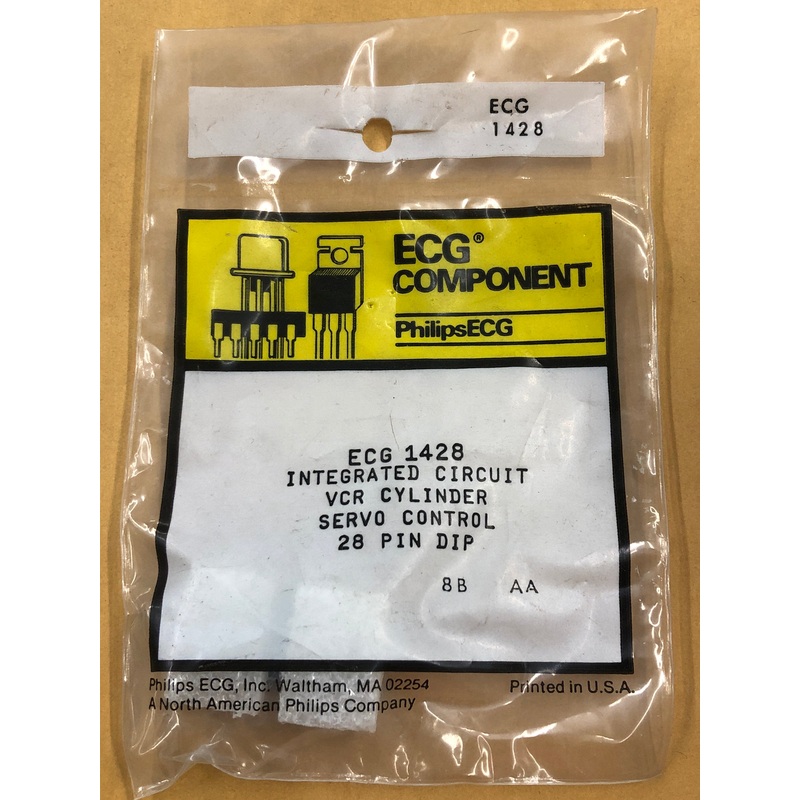 ECG
1428
ECG®
COMPONENT
PhilipsECG
ECG 1428
INTEGRATED CIRCUIT
VCR CYLINDER
SERVO CONTROL
28 PIN DIP
8B AA
Philips ECG, Inc. Waltham, MA 02254
A North American Philips Company
Printed in U.S.A.